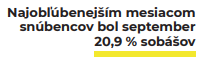 Najobľúbenejším mesiacom
snúbencov bol september
20,9 % sobášov